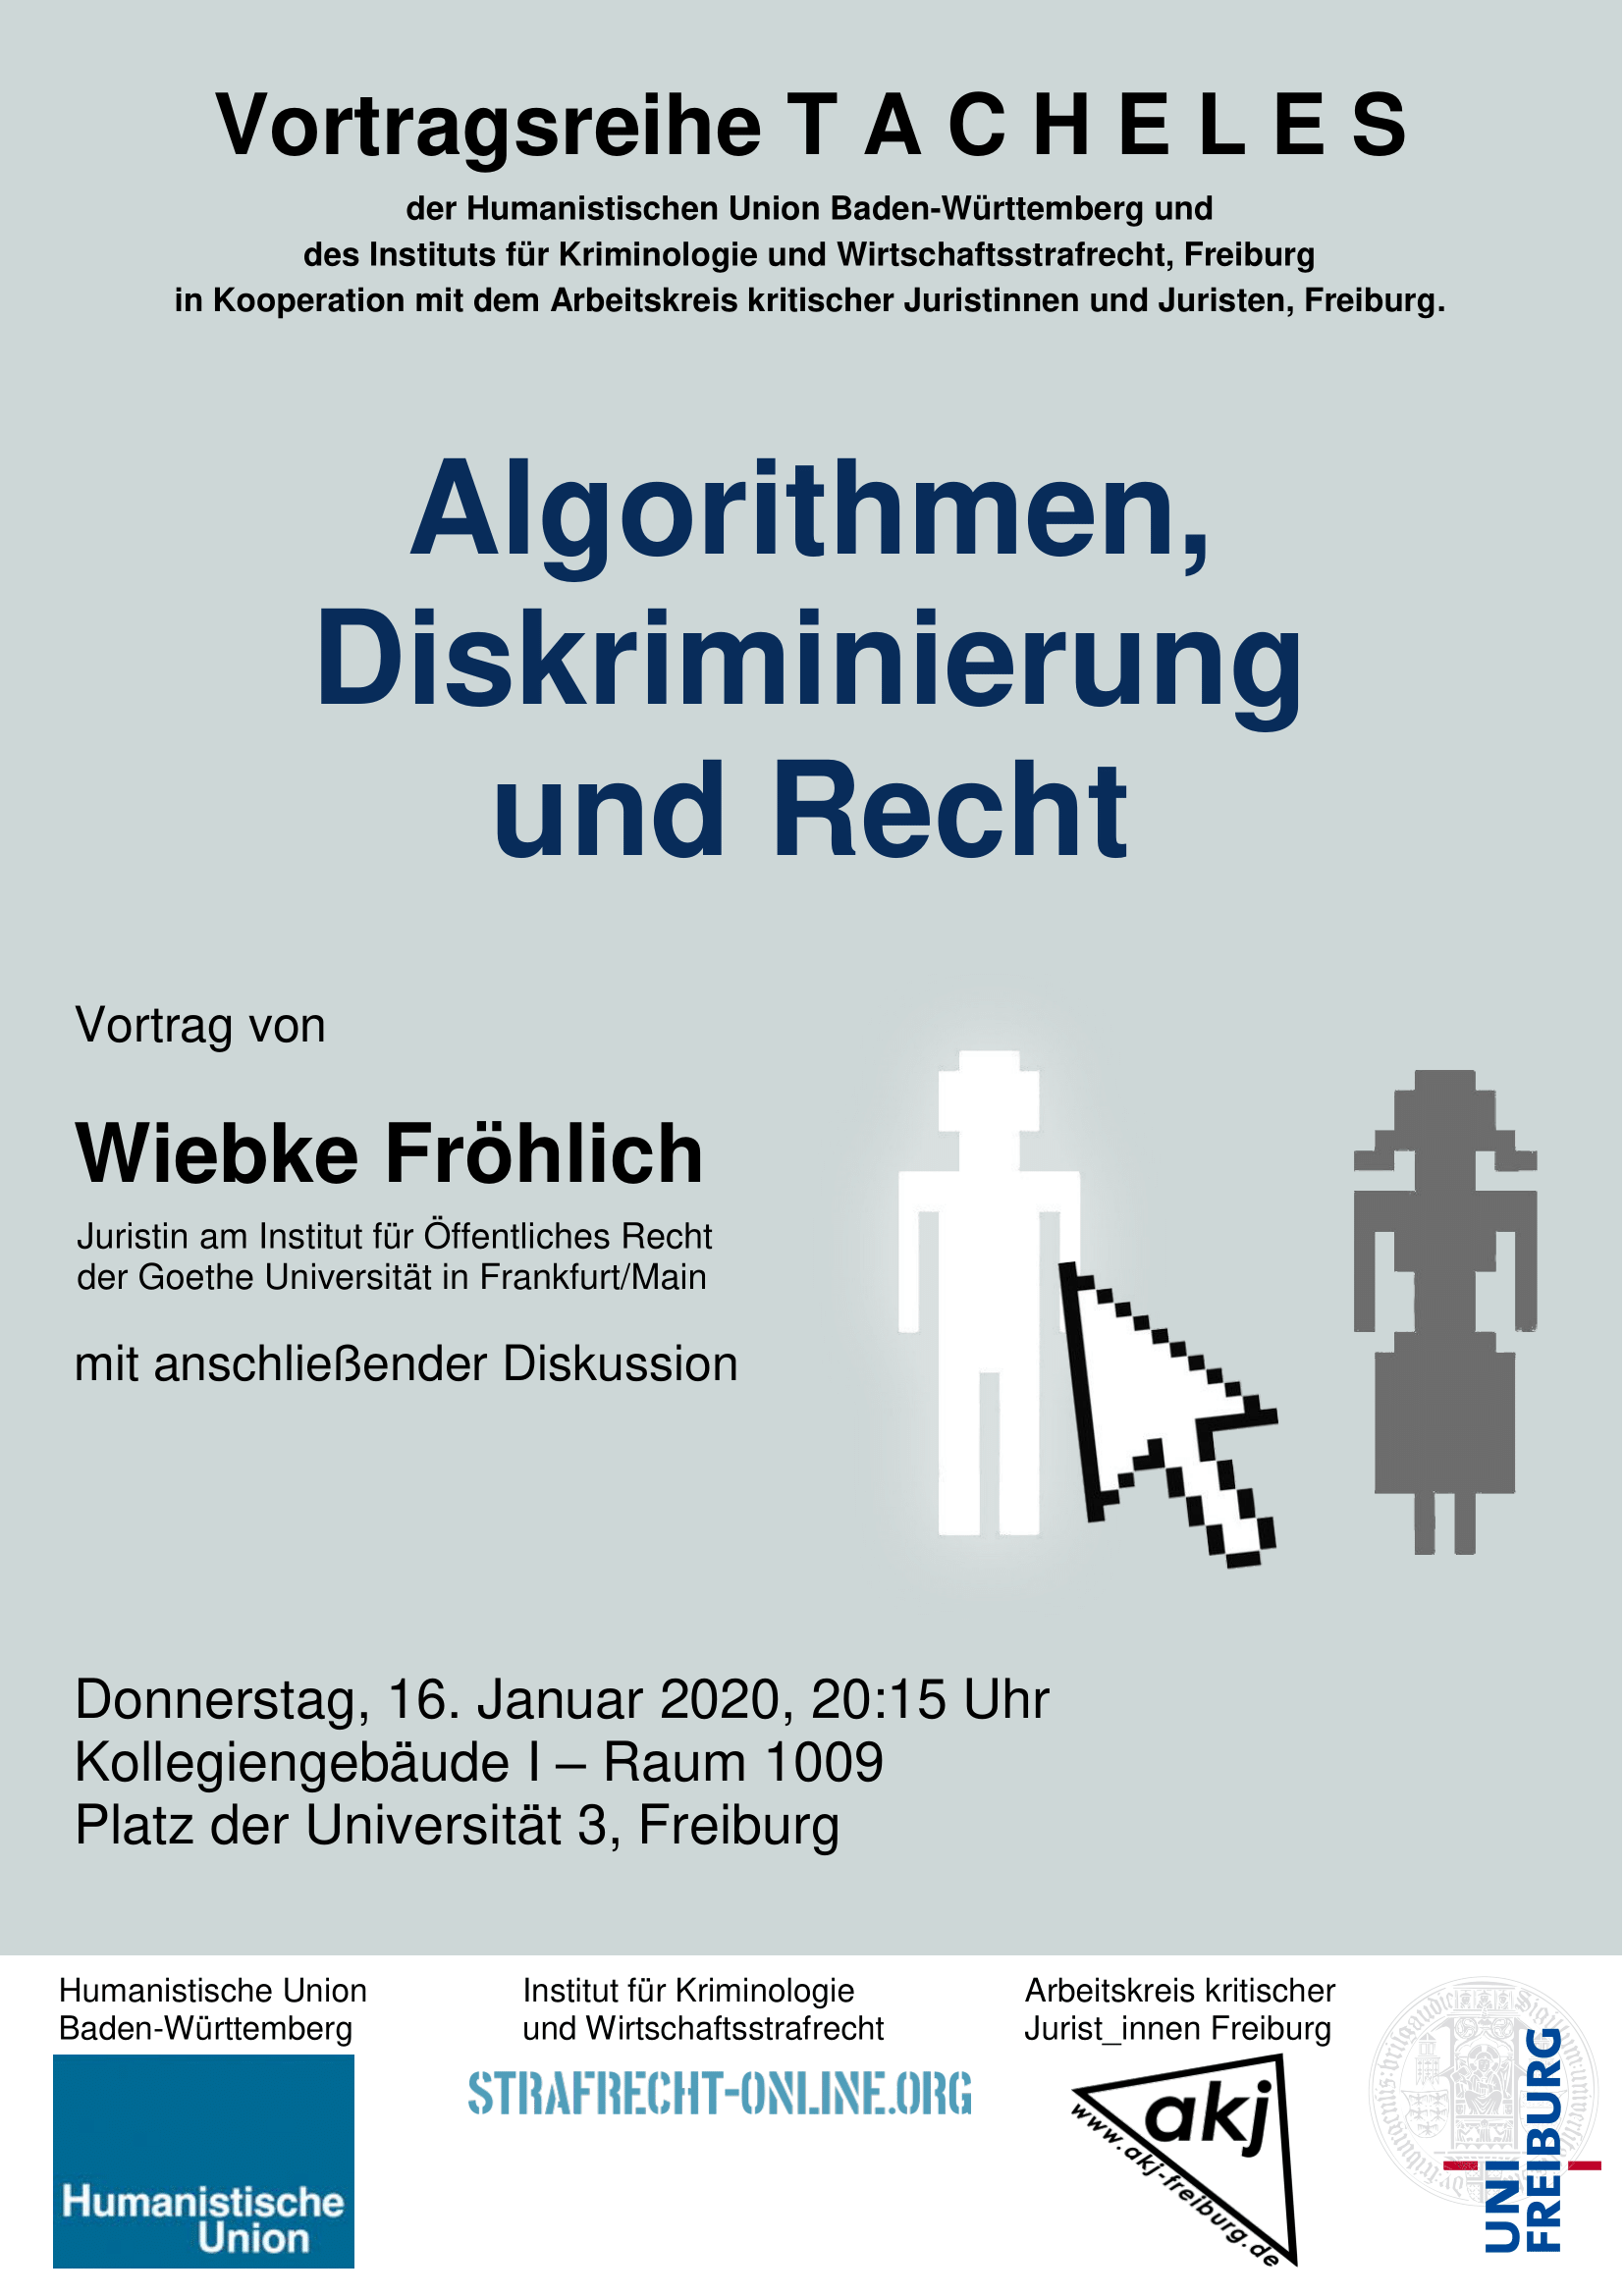 Vortragsreihe T A C H E L E S
der Humanistischen Union Baden-Württemberg und
des Instituts für Kriminologie und Wirtschaftsstrafrecht, Freiburg
in Kooperation mit dem Arbeitskreis kritischer Juristinnen und Juristen, Freiburg.
Algorithmen,
Diskriminierung
und Recht
Vortrag von
Wiebke Fröhlich
Juristin am Institut für Öffentliches Recht
der Goethe Universität in Frankfurt/Main
mit anschließender Diskussion
Donnerstag, 16. Januar 2020, 20:15 Uhr
Kollegiengebäude I – Raum 1009
Platz der Universität 3, Freiburg
Humanistische Union
Baden-Württemberg
Humanistische
Union
Institut für Kriminologie
und Wirtschaftsstrafrecht
STRAFRECHT-ONLINE.ORG
Arbeitskreis kritischer
Jurist_innen Freiburg
akj
www.akj-freiburg.de
UNI
FREIBURG